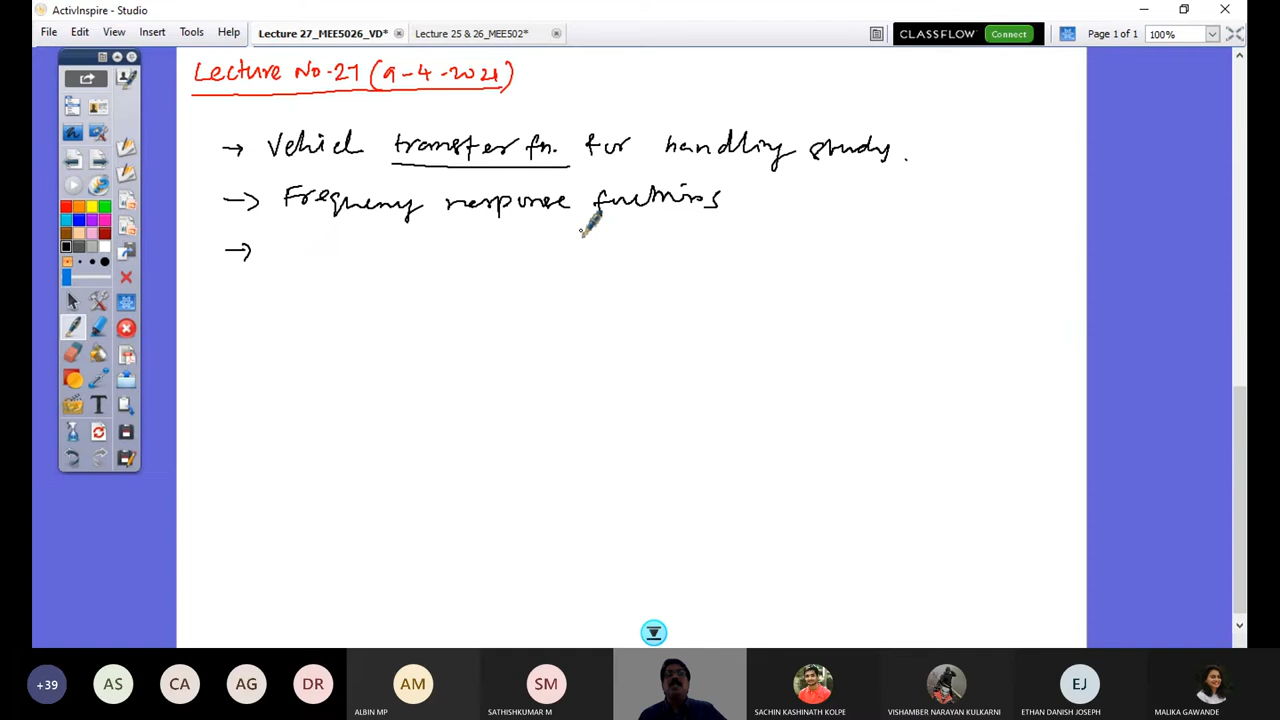 ActivInspire - Studio
File Edit View Insert Tools Help
Lecture 27_MEE5026_VD* Lecture 25 & 26_MEE502*
CLASSFLOW Connect
Page 1 of 1 100%
Lecture No-27 (9-4-2021)
→ Vehicl transfer fn. for handling study.
→ Frequency response functions
→
+39 AS CA AG DR AM SM EJ
ALBIN MP SATHISHKUMAR M SACHIN KASHINATH KOLPE VISHAMBER NARAYAN KULKARNI ETHAN DANISH JOSEPH MALIKA GAWANDE